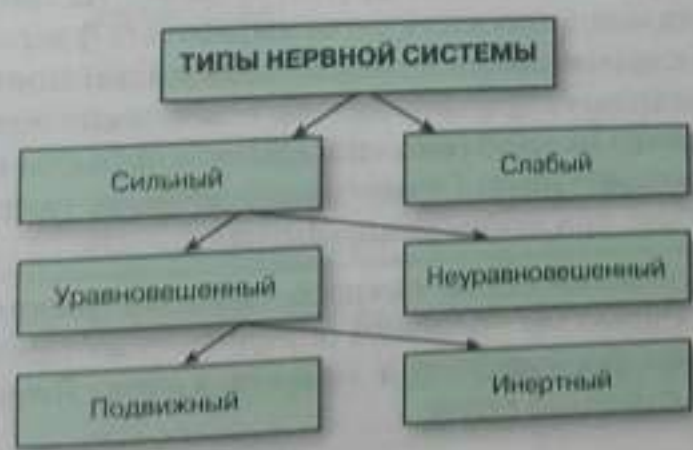 ТИПЫ НЕРВНОЙ СИСТЕМЫ
Сильный
Слабый
Уравновешенный
Неуравновешенный
Подвижный
Инертный